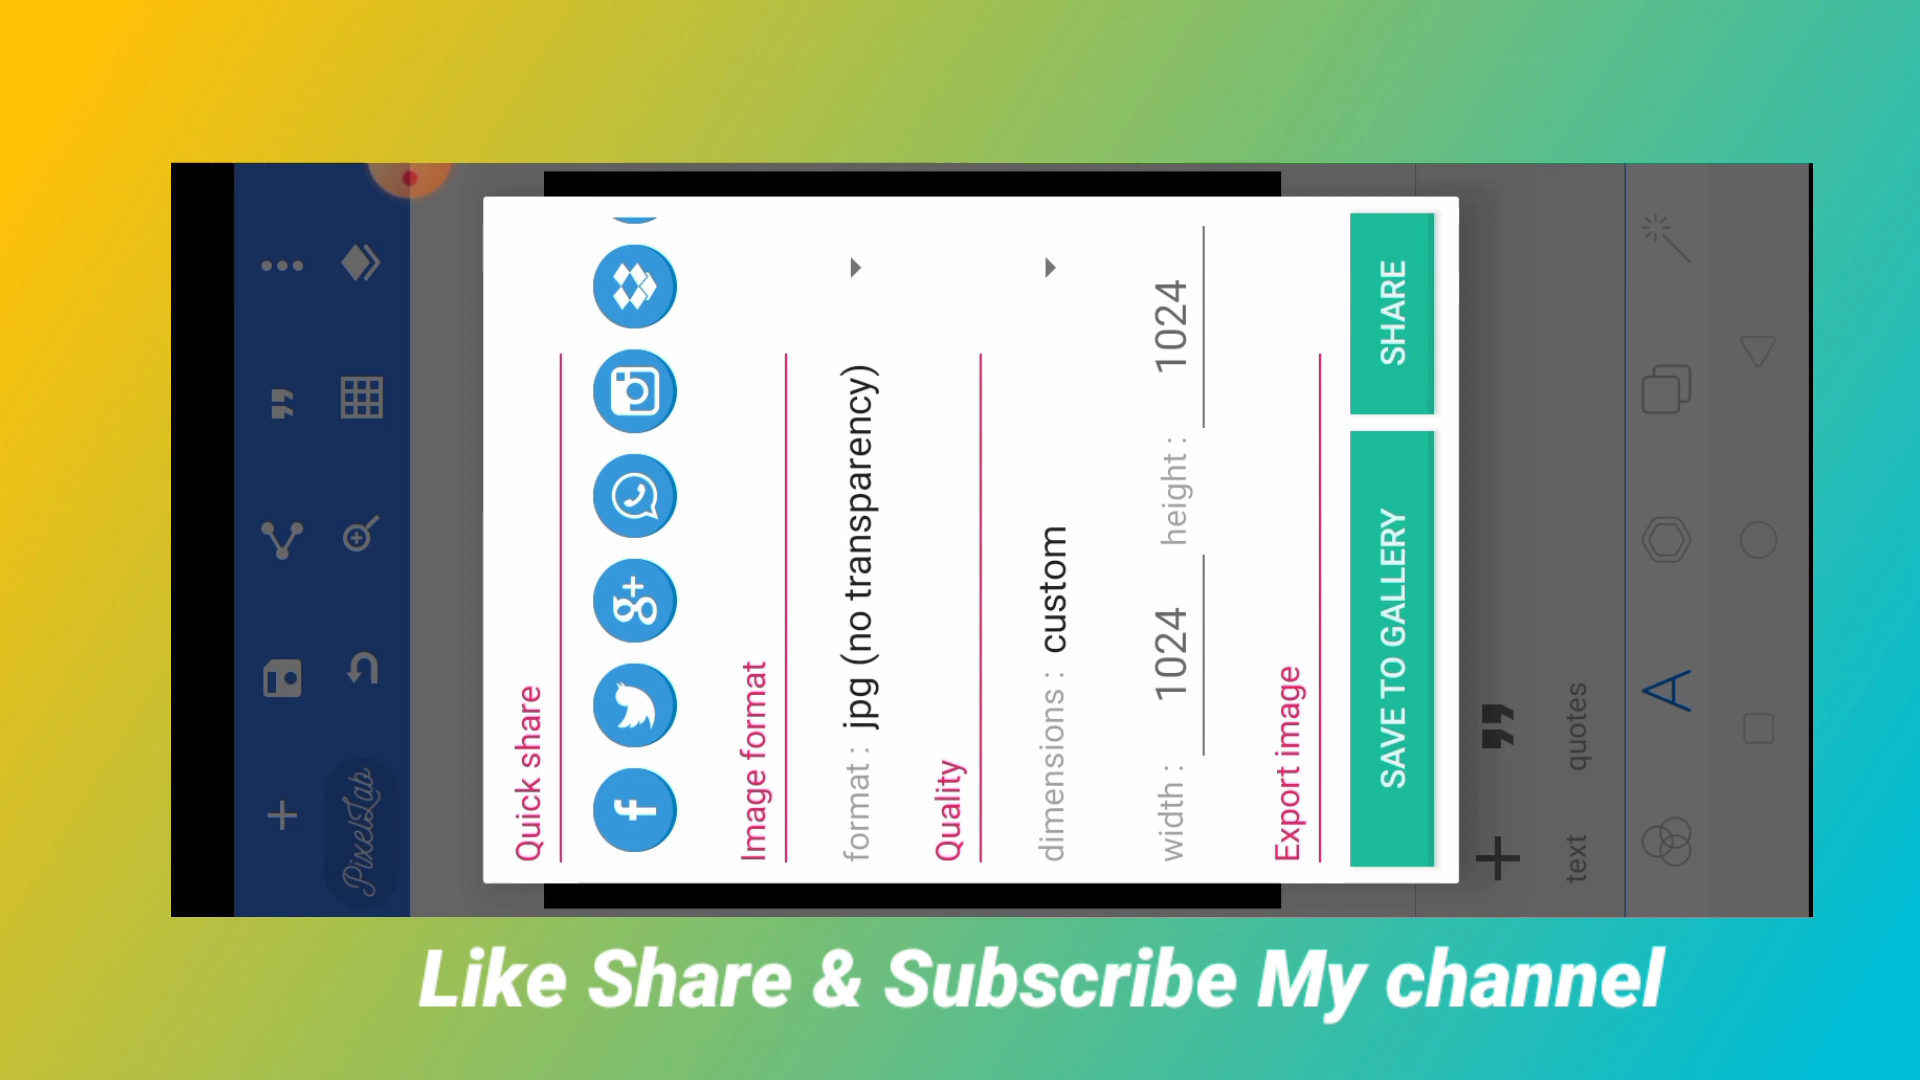 PixelLab
Quick share
Image format
format : jpg (no transparency)
Quality
dimensions : custom
width : 1024 height : 1024
Export image
SAVE TO GALLERY SHARE
text quotes
Like Share & Subscribe My channel